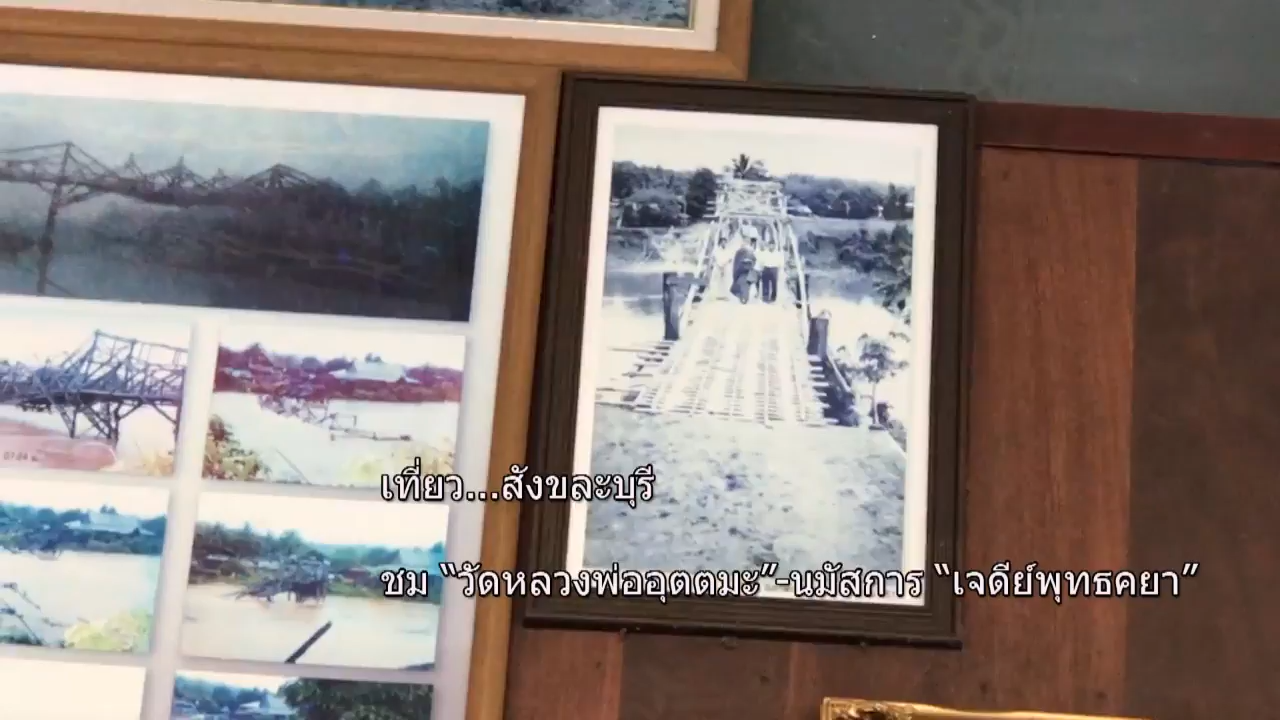 เที่ยว...สังขละบุรี
ชม “วัดหลวงพ่ออุตตมะ”-นมัสการ “เจดีย์พุทธคยา”